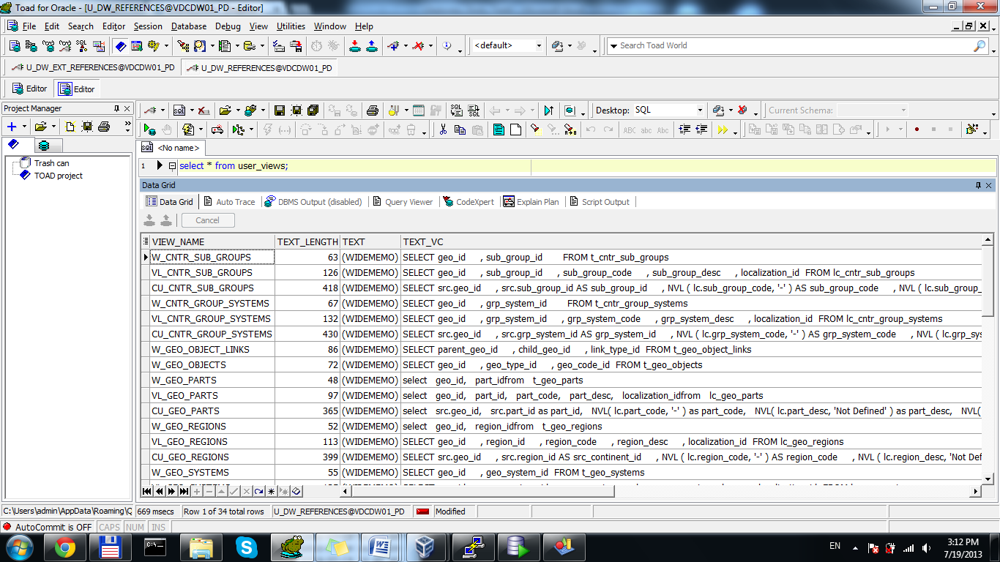 Toad for Oracle - [U_DW_REFERENCES@VDCDW01_PD - Editor]
File Edit Search Editor Session Database Debug View Utilities Window Help
<default> Search Toad World
U_DW_EXT_REFERENCES@VDCDW01_PD U_DW_REFERENCES@VDCDW01_PD
Editor Editor
Project Manager
Desktop: SQL Current Schema:
<No name>
Trash can
TOAD project
1 select * from user_views;
Data Grid
Data Grid Auto Trace DBMS Output (disabled) Query Viewer CodeXpert Explain Plan Script Output
Cancel
VIEW_NAME TEXT_LENGTH TEXT TEXT_VC
W_CNTR_SUB_GROUPS 63 (WIDEMEMO) SELECT geo_id , sub_group_id FROM t_cntr_sub_groups
VL_CNTR_SUB_GROUPS 126 (WIDEMEMO) SELECT geo_id , sub_group_id , sub_group_code , sub_group_desc , localization_id FROM lc_cntr_sub_groups
CU_CNTR_SUB_GROUPS 418 (WIDEMEMO) SELECT src.geo_id , src.sub_group_id AS sub_group_id , NVL ( lc.sub_group_code, '-' ) AS sub_group_code , NVL ( lc.sub_group_
W_CNTR_GROUP_SYSTEMS 67 (WIDEMEMO) SELECT geo_id , grp_system_id FROM t_cntr_group_systems
VL_CNTR_GROUP_SYSTEMS 132 (WIDEMEMO) SELECT geo_id , grp_system_id , grp_system_code , grp_system_desc , localization_id FROM lc_cntr_group_systems
CU_CNTR_GROUP_SYSTEMS 430 (WIDEMEMO) SELECT src.geo_id , src.grp_system_id AS grp_system_id , NVL ( lc.grp_system_code, '-' ) AS grp_system_code , NVL ( lc.grp_sys
W_GEO_OBJECT_LINKS 86 (WIDEMEMO) SELECT parent_geo_id , child_geo_id , link_type_id FROM t_geo_object_links
W_GEO_OBJECTS 72 (WIDEMEMO) SELECT geo_id , geo_type_id , geo_code_id FROM t_geo_objects
W_GEO_PARTS 48 (WIDEMEMO) select geo_id, part_idfrom t_geo_parts
VL_GEO_PARTS 97 (WIDEMEMO) select geo_id, part_id, part_code, part_desc, localization_idfrom lc_geo_parts
CU_GEO_PARTS 365 (WIDEMEMO) select src.geo_id, src.part_id as part_id, NVL( lc.part_code, '-' ) as part_code, NVL( lc.part_desc, 'Not Defined' ) as part_desc, NVL(
W_GEO_REGIONS 52 (WIDEMEMO) select geo_id, region_idfrom t_geo_regions
VL_GEO_REGIONS 113 (WIDEMEMO) SELECT geo_id , region_id , region_code , region_desc , localization_id FROM lc_geo_regions
CU_GEO_REGIONS 399 (WIDEMEMO) SELECT src.geo_id , src.region_id AS src_continent_id , NVL ( lc.region_code, '-' ) AS region_code , NVL ( lc.region_desc, 'Not Def
W_GEO_SYSTEMS 55 (WIDEMEMO) SELECT geo_id , geo_system_id FROM t_geo_systems
C:\Users\admin\AppData\Roaming\Q 669 msecs Row 1 of 34 total rows U_DW_REFERENCES@VDCDW01_PD Modified
AutoCommit is OFF CAPS NUM INS
EN 3:12 PM
7/19/2013